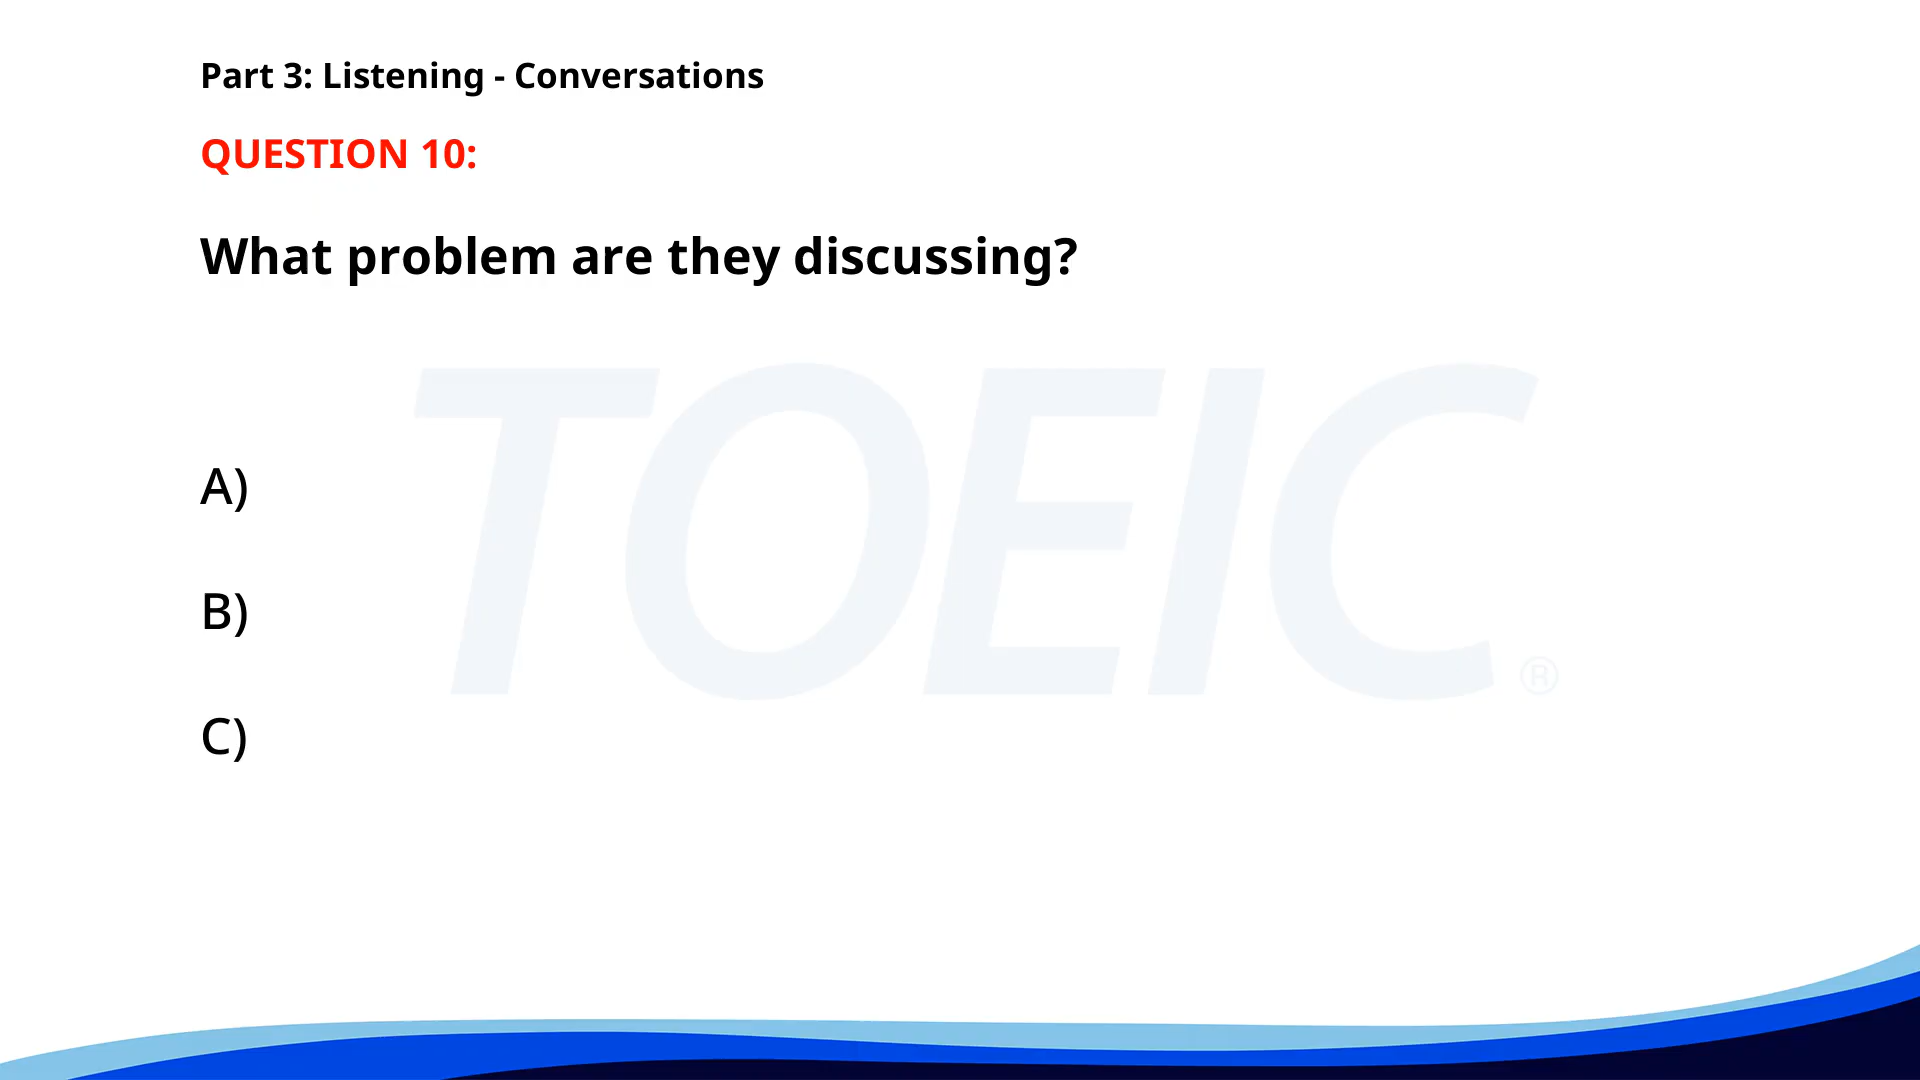 Part 3: Listening - Conversations
QUESTION 10:
What problem are they discussing?
TOEIC®
A)
B)
C)